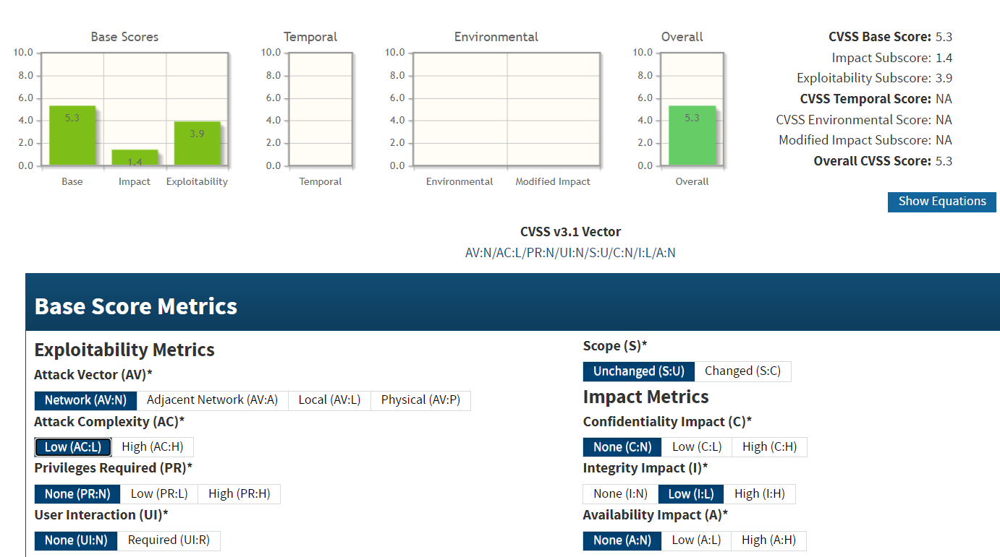 Base Scores
10.0
8.0
6.0
4.0
2.0
0.0
5.3
1.4
3.9
Base Impact Exploitability
Temporal
10.0
8.0
6.0
4.0
2.0
0.0
Temporal
Environmental
10.0
8.0
6.0
4.0
2.0
0.0
Environmental Modified Impact
Overall
10.0
8.0
6.0
4.0
2.0
0.0
5.3
Overall
CVSS Base Score: 5.3
Impact Subscore: 1.4
Exploitability Subscore: 3.9
CVSS Temporal Score: NA
CVSS Environmental Score: NA
Modified Impact Subscore: NA
Overall CVSS Score: 5.3
Show Equations
CVSS v3.1 Vector
AV:N/AC:L/PR:N/UI:N/S:U/C:N/I:L/A:N
Base Score Metrics
Exploitability Metrics
Attack Vector (AV)*
Network (AV:N) Adjacent Network (AV:A) Local (AV:L) Physical (AV:P)
Attack Complexity (AC)*
Low (AC:L) High (AC:H)
Privileges Required (PR)*
None (PR:N) Low (PR:L) High (PR:H)
User Interaction (UI)*
None (UI:N) Required (UI:R)
Scope (S)*
Unchanged (S:U) Changed (S:C)
Impact Metrics
Confidentiality Impact (C)*
None (C:N) Low (C:L) High (C:H)
Integrity Impact (I)*
None (I:N) Low (I:L) High (I:H)
Availability Impact (A)*
None (A:N) Low (A:L) High (A:H)